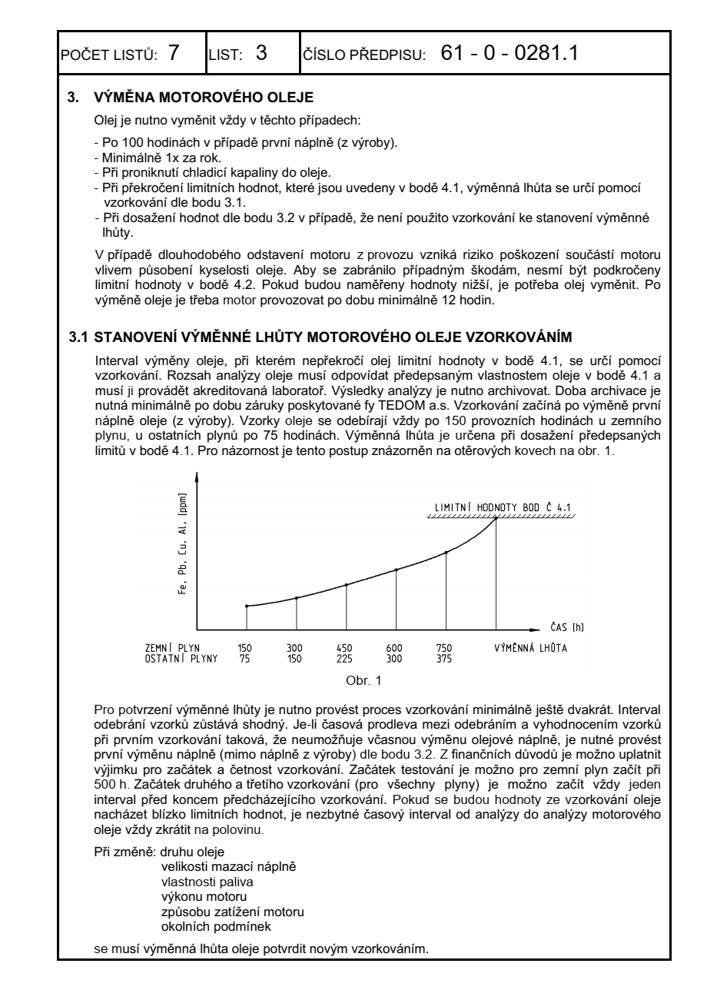 POČET LISTŮ: 7 LIST: 3 ČÍSLO PŘEDPISU: 61 - 0 - 0281.1
3. VÝMĚNA MOTOROVÉHO OLEJE
Olej je nutno vyměnit vždy v těchto případech:
- Po 100 hodinách v případě první náplně (z výroby).
- Minimálně 1x za rok.
- Při proniknutí chladicí kapaliny do oleje.
- Při překročení limitních hodnot, které jsou uvedeny v bodě 4.1, výměnná lhůta se určí pomocí
vzorkování dle bodu 3.1.
- Při dosažení hodnot dle bodu 3.2 v případě, že není použito vzorkování ke stanovení výměnné
lhůty.
V případě dlouhodobého odstavení motoru z provozu vzniká riziko poškození součástí motoru
vlivem působení kyselosti oleje. Aby se zabránilo případným škodám, nesmí být podkročeny
limitní hodnoty v bodě 4.2. Pokud budou naměřeny hodnoty nižší, je potřeba olej vyměnit. Po
výměně oleje je třeba motor provozovat po dobu minimálně 12 hodin.
3.1 STANOVENÍ VÝMĚNNÉ LHŮTY MOTOROVÉHO OLEJE VZORKOVÁNÍM
Interval výměny oleje, při kterém nepřekročí olej limitní hodnoty v bodě 4.1, se určí pomocí
vzorkování. Rozsah analýzy oleje musí odpovídat předepsaným vlastnostem oleje v bodě 4.1 a
musí ji provádět akreditovaná laboratoř. Výsledky analýzy je nutno archivovat. Doba archivace je
nutná minimálně po dobu záruky poskytované fy TEDOM a.s. Vzorkování začíná po výměně první
náplně oleje (z výroby). Vzorky oleje se odebírají vždy po 150 provozních hodinách u zemního
plynu, u ostatních plynů po 75 hodinách. Výměnná lhůta je určena při dosažení předepsaných
limitů v bodě 4.1. Pro názornost je tento postup znázorněn na otěrových kovech na obr. 1.
Fe, Pb, Cu, Al, [ppm]
LIMITNÍ HODNOTY BOD Č 4.1
ČAS [h]
ZEMNÍ PLYN 150 300 450 600 750 VÝMĚNNÁ LHŮTA
OSTATNÍ PLYNY 75 150 225 300 375
Obr. 1
Pro potvrzení výměnné lhůty je nutno provést proces vzorkování minimálně ještě dvakrát. Interval
odebrání vzorků zůstává shodný. Je-li časová prodleva mezi odebráním a vyhodnocením vzorků
při prvním vzorkování taková, že neumožňuje včasnou výměnu olejové náplně, je nutné provést
první výměnu náplně (mimo náplně z výroby) dle bodu 3.2. Z finančních důvodů je možno uplatnit
výjimku pro začátek a četnost vzorkování. Začátek testování je možno pro zemní plyn začít při
500 h. Začátek druhého a třetího vzorkování (pro všechny plyny) je možno začít vždy jeden
interval před koncem předcházejícího vzorkování. Pokud se budou hodnoty ze vzorkování oleje
nacházet blízko limitních hodnot, je nezbytné časový interval od analýzy do analýzy motorového
oleje vždy zkrátit na polovinu.
Při změně: druhu oleje
velikosti mazací náplně
vlastnosti paliva
výkonu motoru
způsobu zatížení motoru
okolních podmínek
se musí výměnná lhůta oleje potvrdit novým vzorkováním.